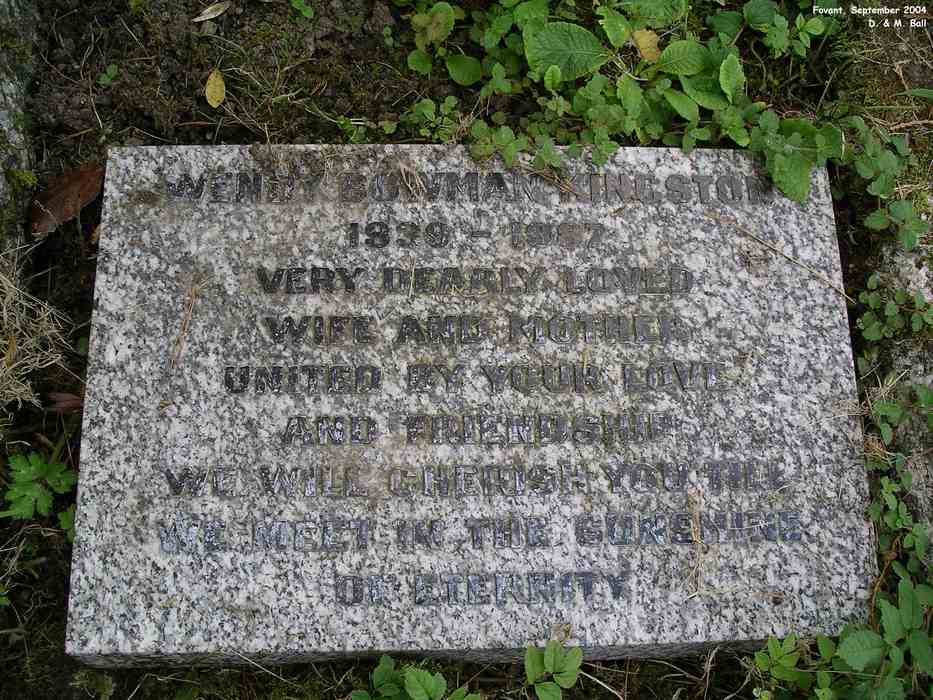 Fovant, September 2004
D. & M. Ball
WENDY BOWMAN KINGSTON
1939 - 1997
VERY DEARLY LOVED
WIFE AND MOTHER
UNITED BY YOUR LOVE
AND FRIENDSHIP
WE WILL CHERISH YOU TILL
WE MEET IN THE SUNSHINE
OF ETERNITY